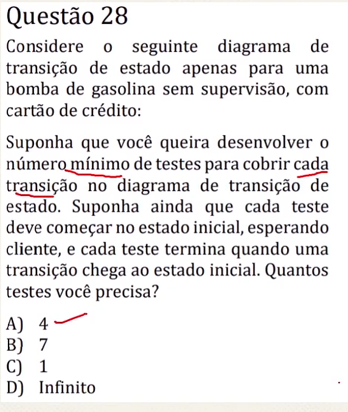 Questão 28
Considere o seguinte diagrama de
transição de estado apenas para uma
bomba de gasolina sem supervisão, com
cartão de crédito:
Suponha que você queira desenvolver o
número mínimo de testes para cobrir cada
transição no diagrama de transição de
estado. Suponha ainda que cada teste
deve começar no estado inicial, esperando
cliente, e cada teste termina quando uma
transição chega ao estado inicial. Quantos
testes você precisa?
A) 4
B) 7
C) 1
D) Infinito